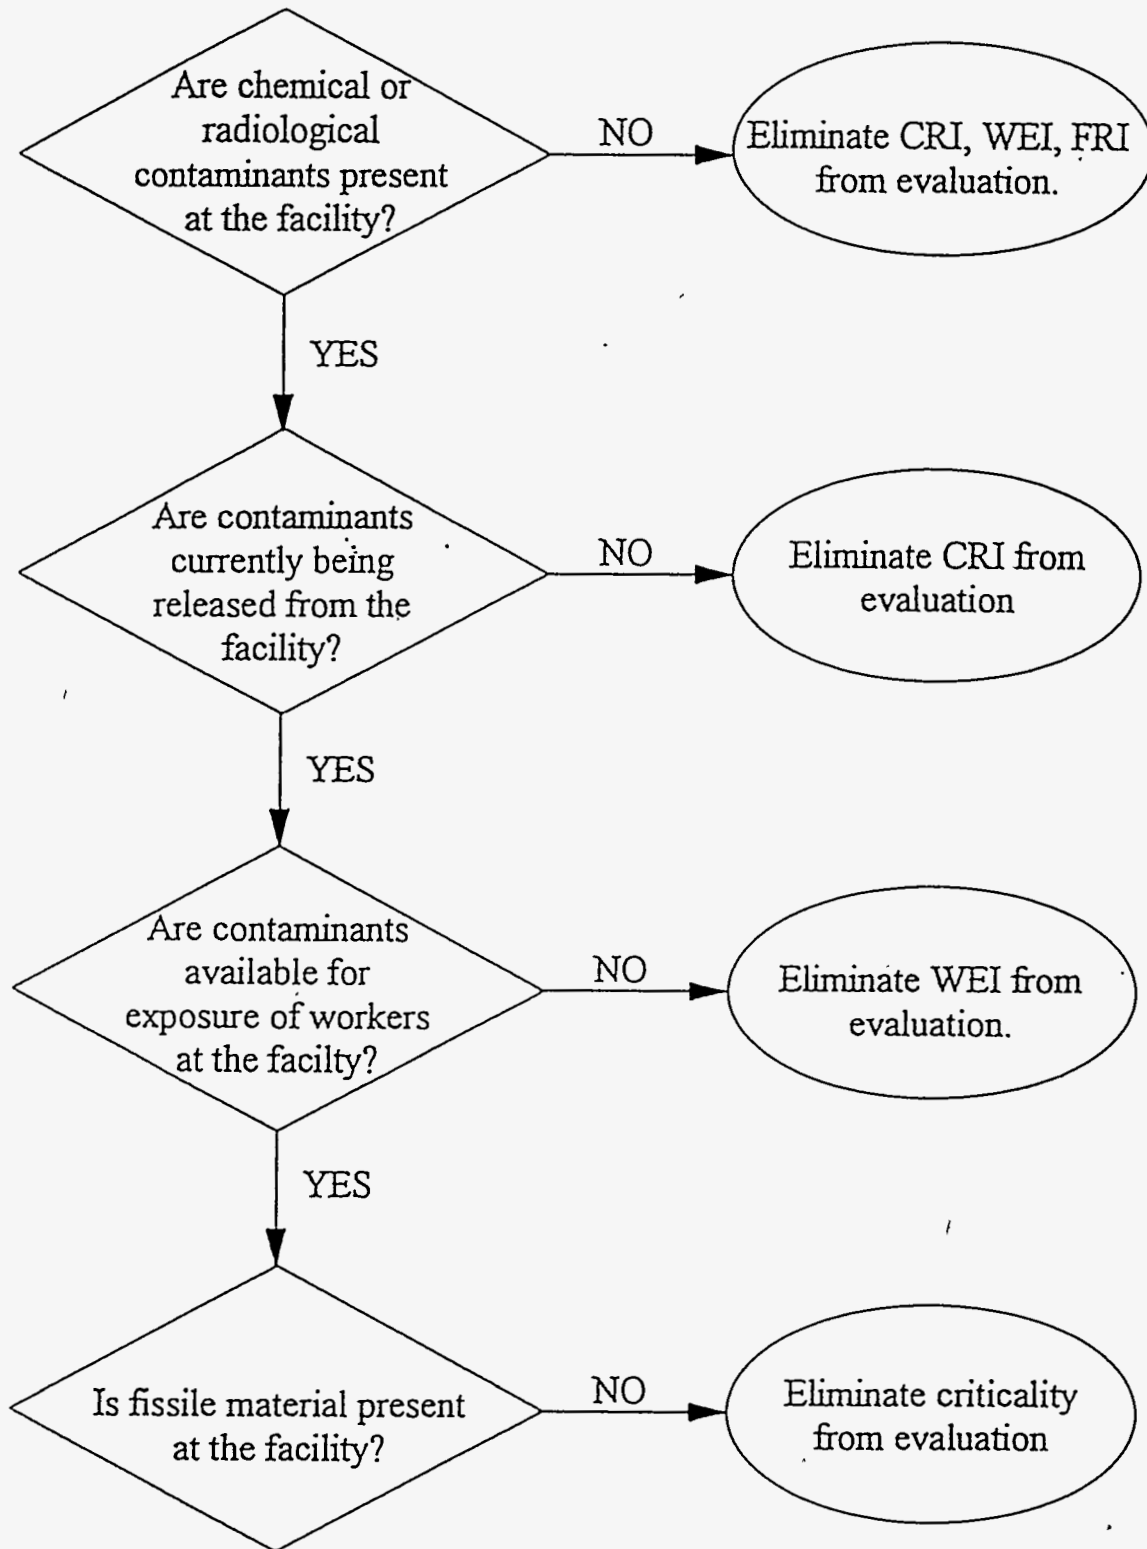 Are chemical or
radiological
contaminants present
at the facility?
NO
Eliminate CRI, WEI, FRI
from evaluation.
YES
Are contaminants
currently being
released from the
facility?
NO
Eliminate CRI from
evaluation
YES
Are contaminants
available for
exposure of workers
at the facilty?
NO
Eliminate WEI from
evaluation.
YES
Is fissile material present
at the facility?
NO
Eliminate criticality
from evaluation